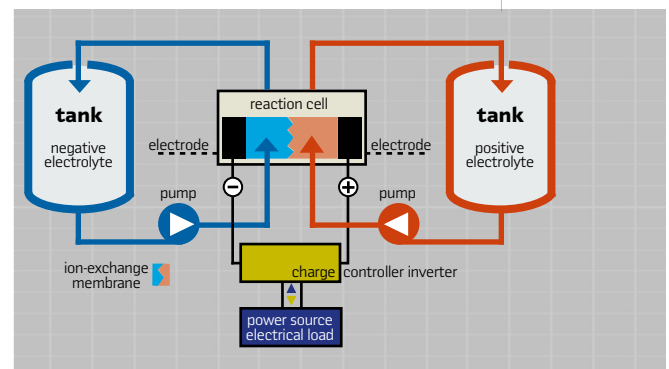 reaction cell
tank
negative
electrolyte
electrode
electrode
tank
positive
electrolyte
pump
−
+
pump
ion-exchange
membrane
charge controller inverter
power source
electrical load